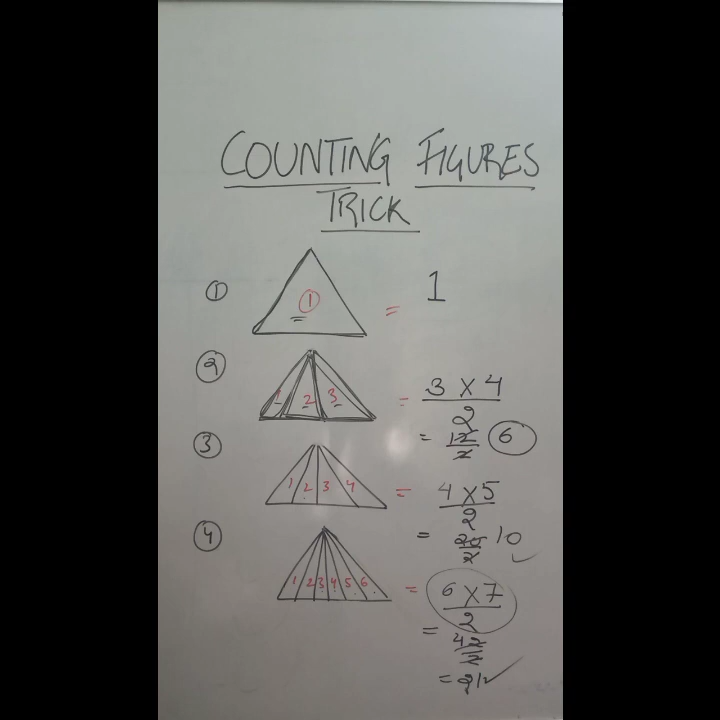 COUNTING FIGURES
TRICK
① ① = 1
② 1 2 3 = 3 X 4
2
= 12 6
2
③ 1 2 3 4 = 4 X 5
2
= 20 10
2
④ 1 2 3 4 5 6 = 6 X 7
2
= 42
2
= 21